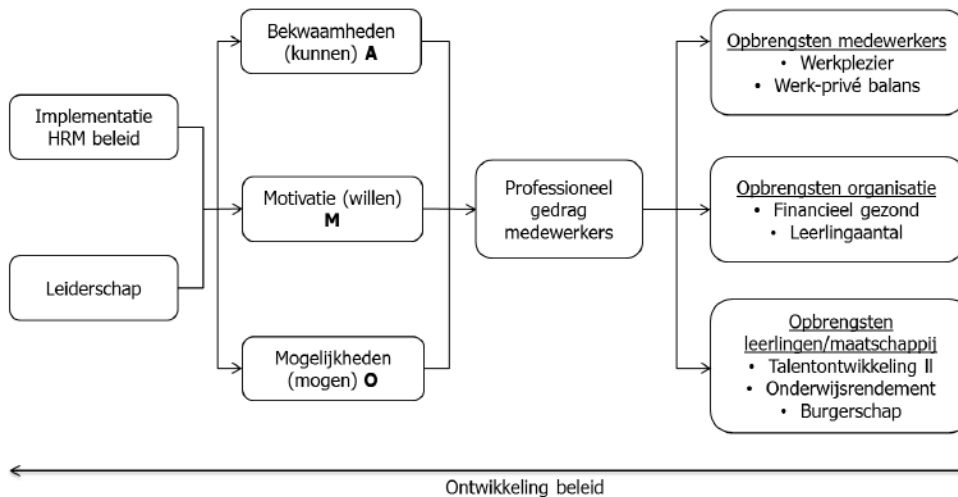 Implementatie
HRM beleid
Leiderschap
Bekwaamheden
(kunnen) A
Motivatie (willen)
M
Mogelijkheden
(mogen) O
Professioneel
gedrag
medewerkers
Opbrengsten medewerkers
• Werkplezier
• Werk-privé balans
Opbrengsten organisatie
• Financieel gezond
• Leerlingaantal
Opbrengsten
leerlingen/maatschappij
• Talentontwikkeling ll
• Onderwijsrendement
• Burgerschap
Ontwikkeling beleid